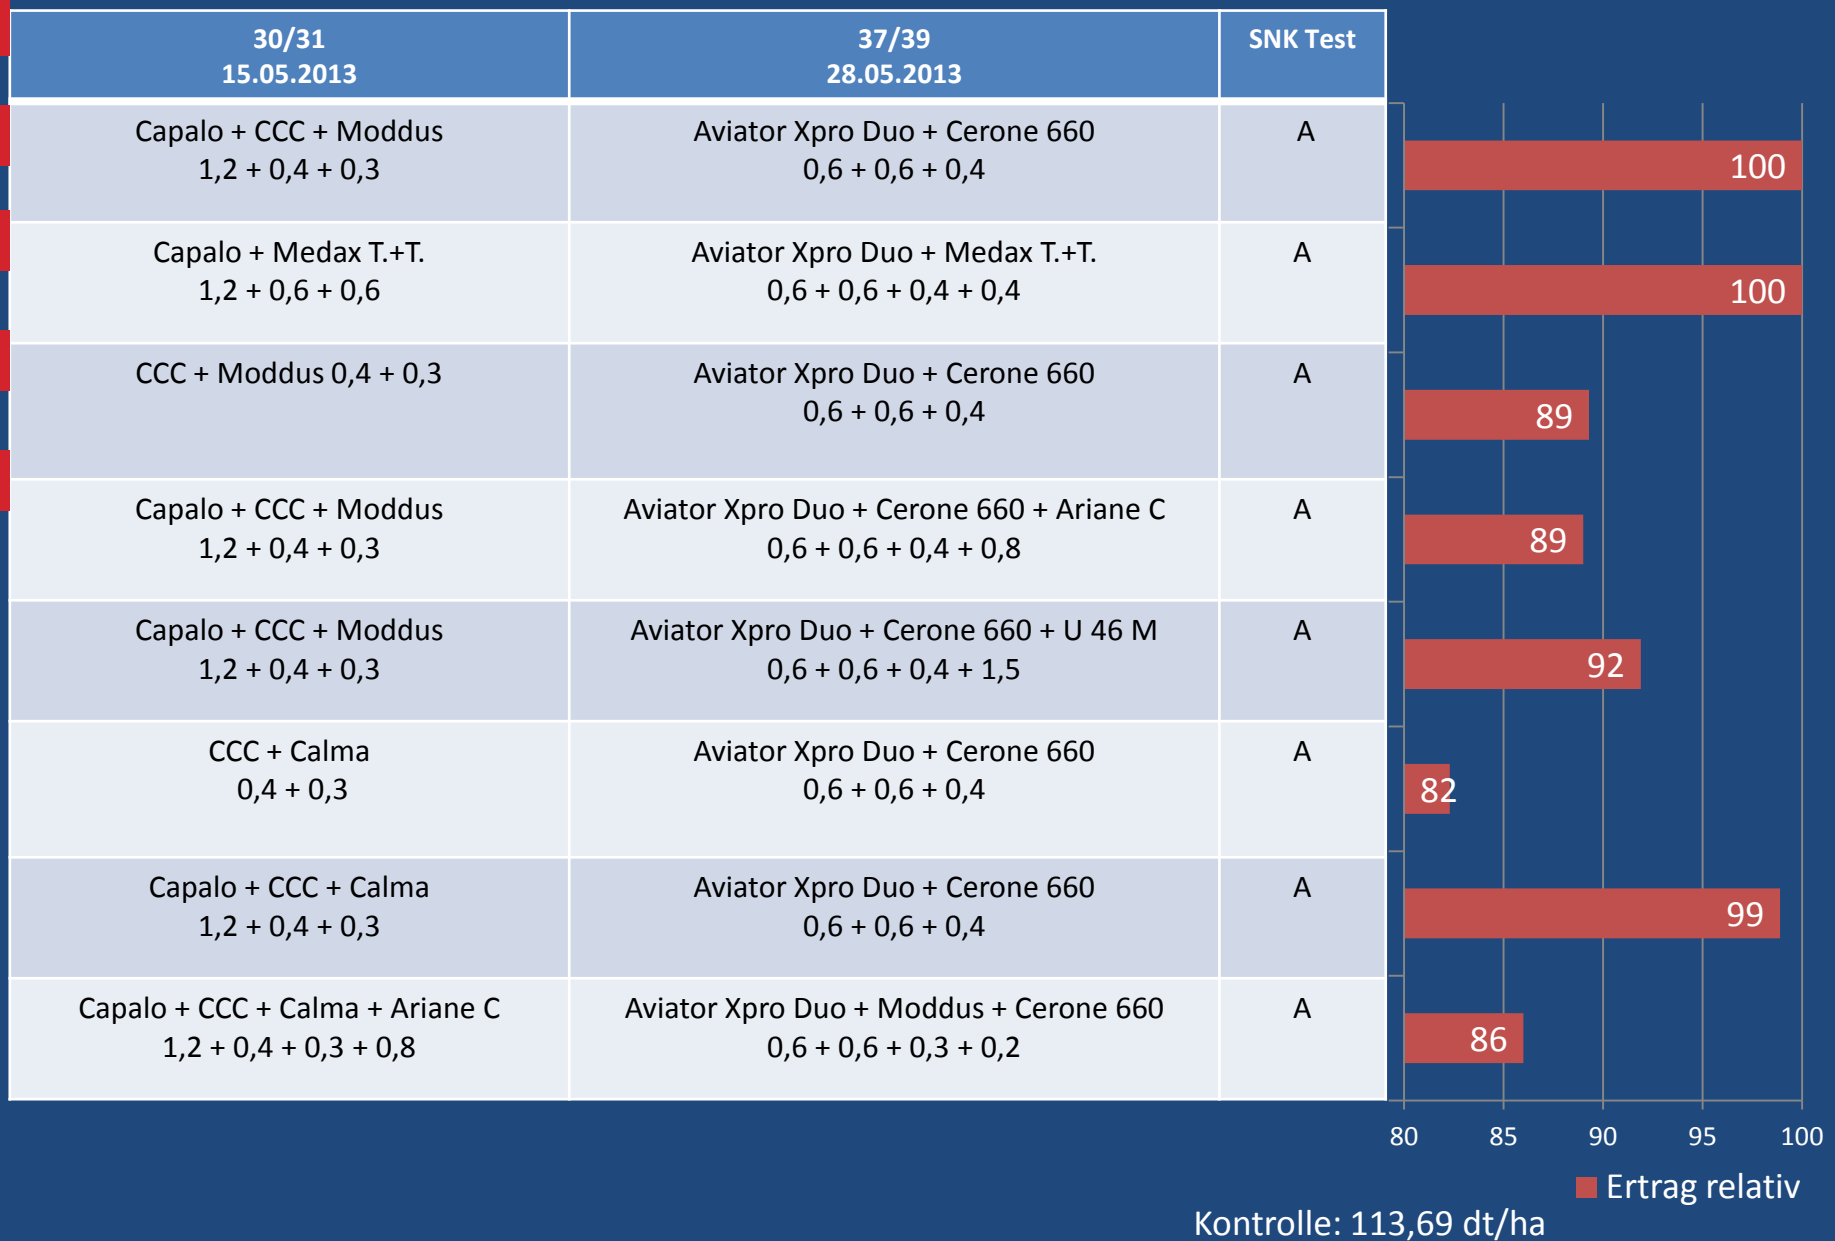 30/31
15.05.2013
37/39
28.05.2013
SNK Test
Capalo + CCC + Moddus
1,2 + 0,4 + 0,3
Aviator Xpro Duo + Cerone 660
0,6 + 0,6 + 0,4
A
100
Capalo + Medax T.+T.
1,2 + 0,6 + 0,6
Aviator Xpro Duo + Medax T.+T.
0,6 + 0,6 + 0,4 + 0,4
A
100
CCC + Moddus 0,4 + 0,3
Aviator Xpro Duo + Cerone 660
0,6 + 0,6 + 0,4
A
89
Capalo + CCC + Moddus
1,2 + 0,4 + 0,3
Aviator Xpro Duo + Cerone 660 + Ariane C
0,6 + 0,6 + 0,4 + 0,8
A
89
Capalo + CCC + Moddus
1,2 + 0,4 + 0,3
Aviator Xpro Duo + Cerone 660 + U 46 M
0,6 + 0,6 + 0,4 + 1,5
A
92
CCC + Calma
0,4 + 0,3
Aviator Xpro Duo + Cerone 660
0,6 + 0,6 + 0,4
A
82
Capalo + CCC + Calma
1,2 + 0,4 + 0,3
Aviator Xpro Duo + Cerone 660
0,6 + 0,6 + 0,4
A
99
Capalo + CCC + Calma + Ariane C
1,2 + 0,4 + 0,3 + 0,8
Aviator Xpro Duo + Moddus + Cerone 660
0,6 + 0,6 + 0,3 + 0,2
A
86
80 85 90 95 100
Ertrag relativ
Kontrolle: 113,69 dt/ha